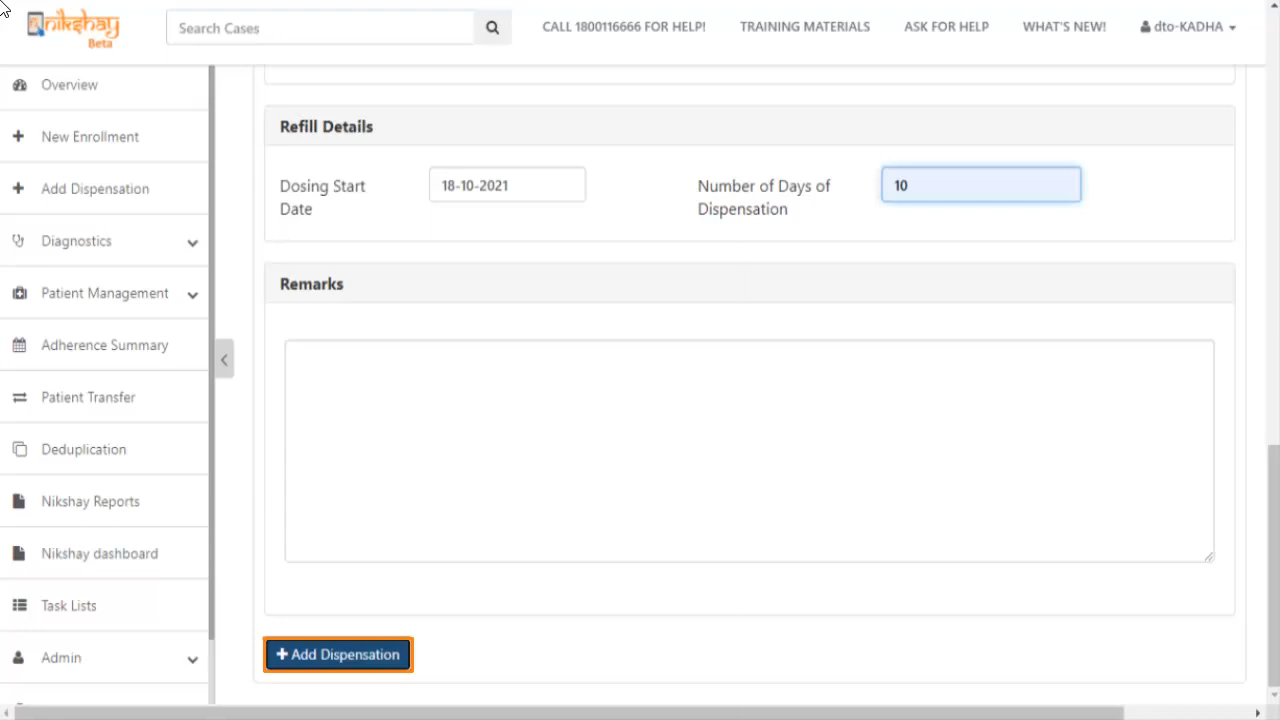 nikshay
Beta
Search Cases
CALL 1800116666 FOR HELP!
TRAINING MATERIALS
ASK FOR HELP
WHAT'S NEW!
dto-KADHA
Overview
New Enrollment
Add Dispensation
Diagnostics
Patient Management
Adherence Summary
Patient Transfer
Deduplication
Nikshay Reports
Nikshay dashboard
Task Lists
Admin
Refill Details
Dosing Start
Date
18-10-2021
Number of Days of
Dispensation
10
Remarks
Add Dispensation